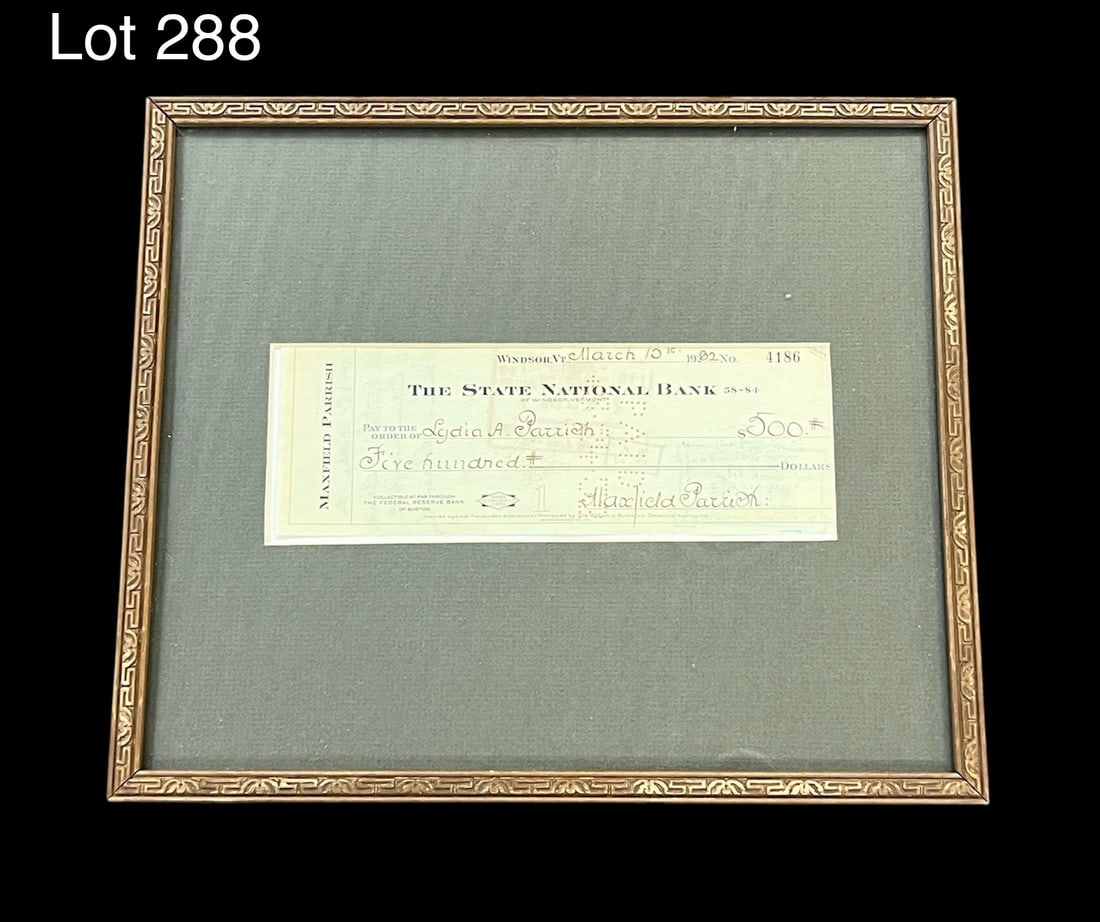 Lot 288
WINDSOR, VT. March 10th. 1932 No. 4186
THE STATE NATIONAL BANK 58-84
OF WINDSOR, VERMONT
MAXFIELD PARRISH
PAY TO THE ORDER OF Lydia A. Parrish: $500.#
Five hundred.# DOLLARS
COLLECTIBLE AT PAR THROUGH
THE FEDERAL RESERVE BANK
OF BOSTON
1
Maxfield Parrish: